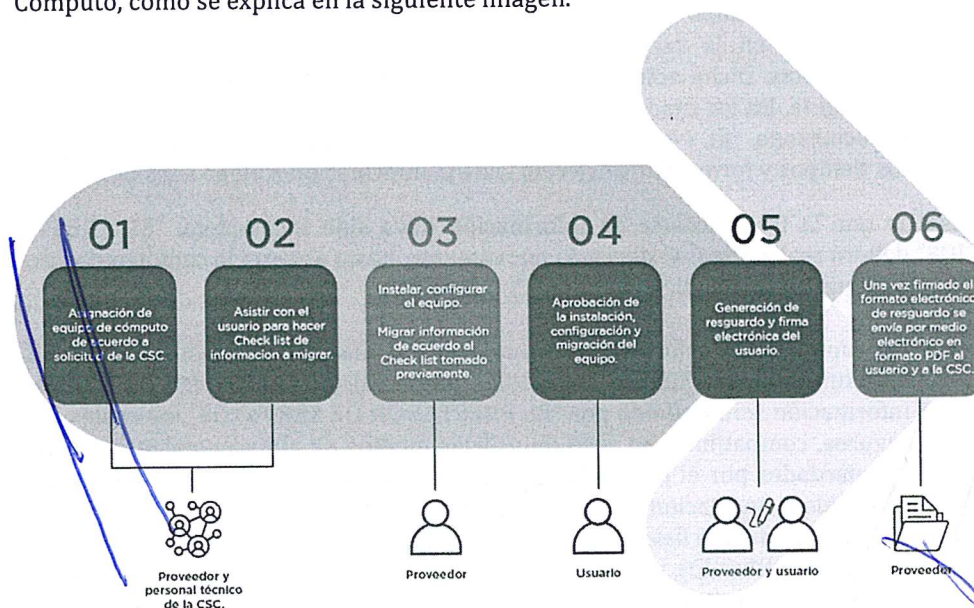 Cómputo, como se explica en la siguiente imagen:
01
02
03
04
05
06
Asignación de
equipo de cómputo
de acuerdo a
solicitud de la CSC.
Asistir con el
usuario para hacer
Check list de
informacion a migrar.
Instalar, configurar
el equipo.
Migrar información
de acuerdo al
Check list tomado
previamente.
Aprobación de
la instalación,
configuración y
migración del
equipo.
Generación de
resguardo y firma
electrónica del
usuario.
Una vez firmado el
formato electrónico
de resguardo se
envía por medio
electrónico en
formato PDF al
usuario y a la CSC.
Proveedor y
personal técnico
de la CSC.
Proveedor
Usuario
Proveedor y usuario
Proveedor